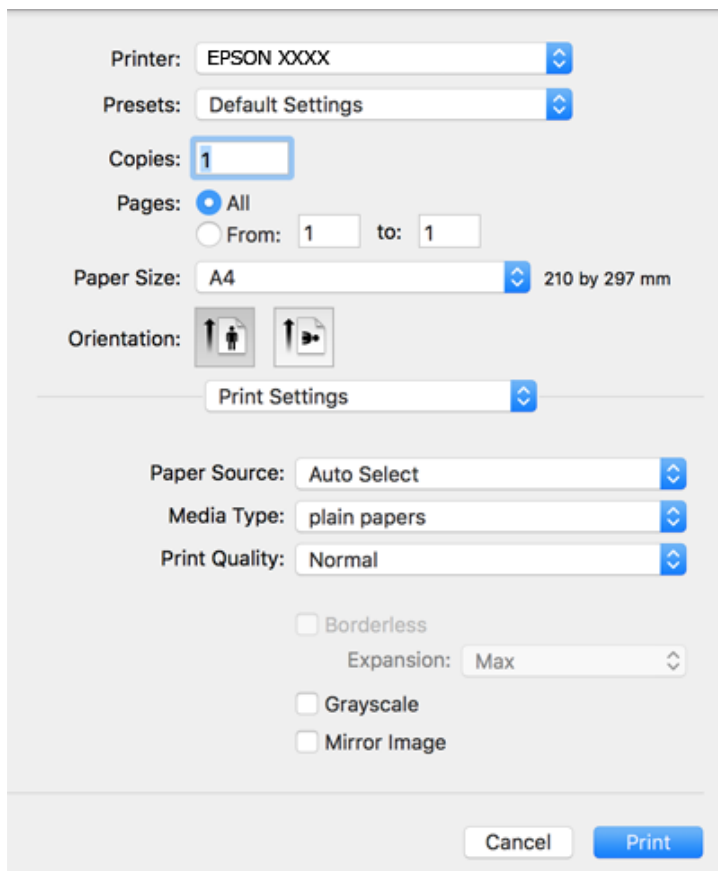 Printer: EPSON XXXX
Presets: Default Settings
Copies: 1
Pages: All
From: 1 to: 1
Paper Size: A4 210 by 297 mm
Orientation:
Print Settings
Paper Source: Auto Select
Media Type: plain papers
Print Quality: Normal
Borderless
Expansion: Max
Grayscale
Mirror Image
Cancel Print